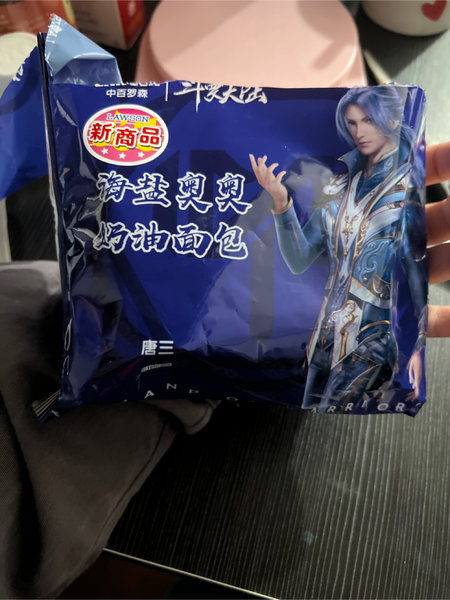 中百罗森
斗罗大陆
LAWSON
新商品
海盐奥奥
奶油面包
唐三